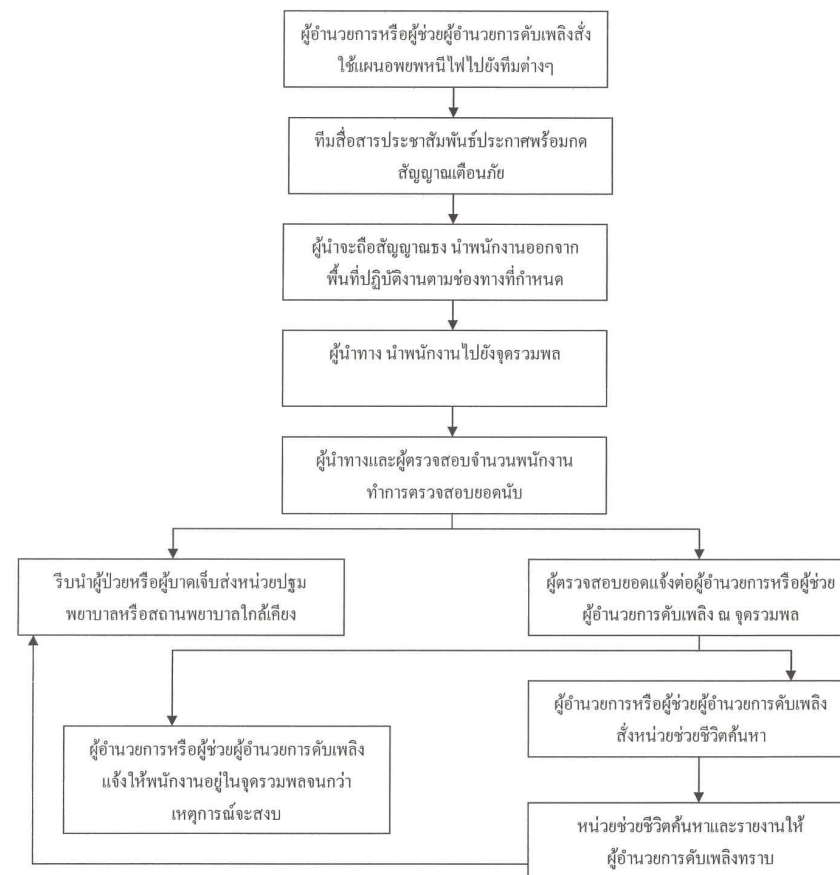 ผู้อำนวยการหรือผู้ช่วยผู้อำนวยการดับเพลิงสั่ง
ใช้แผนอพยพหนีไฟไปยังทีมต่างๆ
ทีมสื่อสารประชาสัมพันธ์ประกาศพร้อมกด
สัญญาณเตือนภัย
ผู้นำจะถือสัญญาณธง นำพนักงานออกจาก
พื้นที่ปฏิบัติงานตามช่องทางที่กำหนด
ผู้นำทาง นำพนักงานไปยังจุดรวมพล
ผู้นำทางและผู้ตรวจสอบจำนวนพนักงาน
ทำการตรวจสอบยอดนับ
รีบนำผู้ป่วยหรือผู้บาดเจ็บส่งหน่วยปฐม
พยาบาลหรือสถานพยาบาลใกล้เคียง
ผู้ตรวจสอบยอดแจ้งต่อผู้อำนวยการหรือผู้ช่วย
ผู้อำนวยการดับเพลิง ณ จุดรวมพล
ผู้อำนวยการหรือผู้ช่วยผู้อำนวยการดับเพลิง
แจ้งให้พนักงานอยู่ในจุดรวมพลจนกว่า
เหตุการณ์จะสงบ
ผู้อำนวยการหรือผู้ช่วยผู้อำนวยการดับเพลิง
สั่งหน่วยช่วยชีวิตค้นหา
หน่วยช่วยชีวิตค้นหาและรายงานให้
ผู้อำนวยการดับเพลิงทราบ